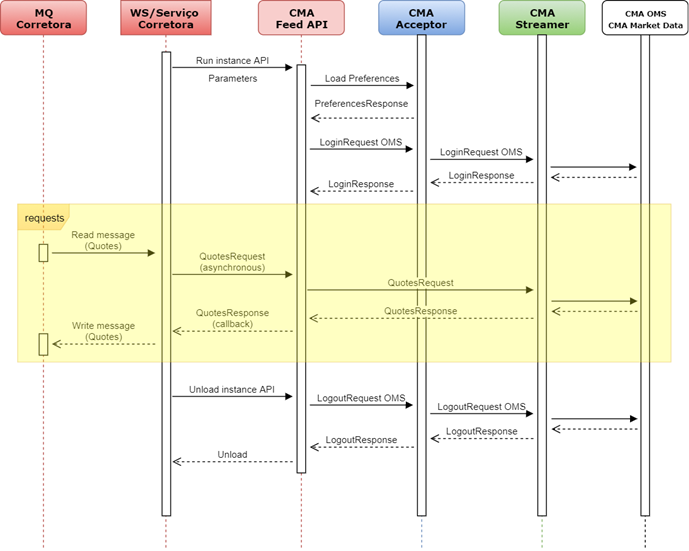 MQ
Corretora
WS/Serviço
Corretora
CMA
Feed API
CMA
Acceptor
CMA
Streamer
CMA OMS
CMA Market Data
Run instance API
Parameters
Load Preferences
PreferencesResponse
LoginRequest OMS
LoginRequest OMS
LoginResponse
LoginResponse
requests
Read message
(Quotes)
QuotesRequest
(asynchronous)
QuotesRequest
QuotesResponse
(callback)
QuotesResponse
Write message
(Quotes)
Unload instance API
LogoutRequest OMS
LogoutRequest OMS
LogoutResponse
LogoutResponse
Unload